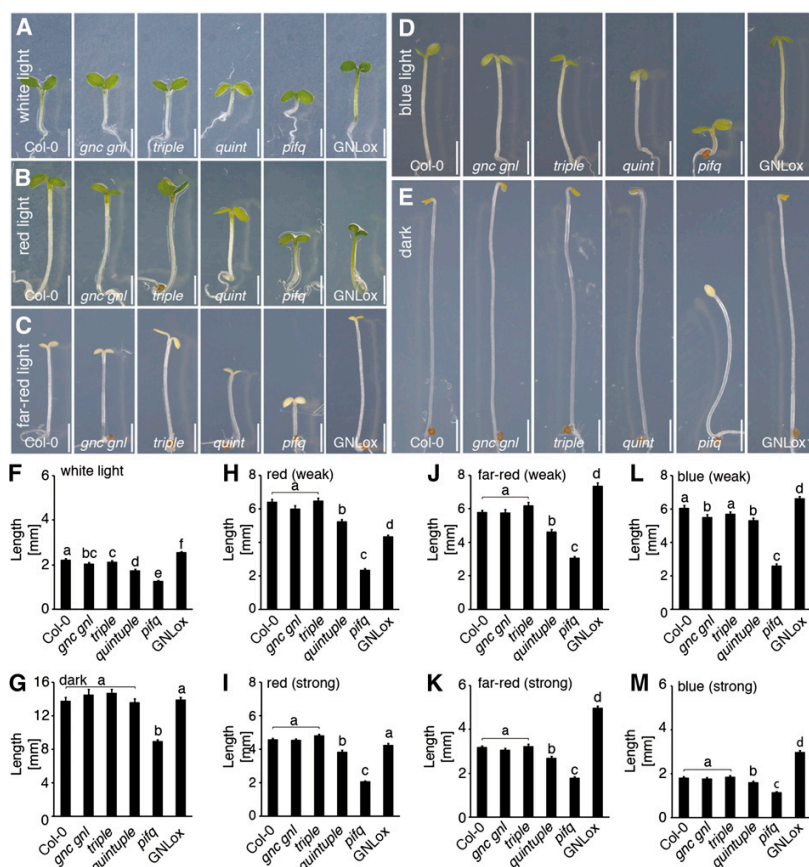 A
white light
Col-0
gnc gnl
triple
quint
pifq
GNLox
B
red light
Col-0
gnc gnl
triple
quint
pifq
GNLox
C
far-red light
Col-0
gnc gnl
triple
quint
pifq
GNLox
D
blue light
Col-0
gnc gnl
triple
quint
pifq
GNLox
E
dark
Col-0
gnc gnl
triple
quint
pifq
GNLox
F
white light
Length
[mm]
6
4
2
0
a
bc
c
d
e
f
Col-0
gnc gnl
triple
quintuple
pifq
GNLox
H
red (weak)
Length
[mm]
8
6
4
2
0
a
b
c
d
Col-0
gnc gnl
triple
quintuple
pifq
GNLox
J
far-red (weak)
Length
[mm]
8
6
4
2
0
a
b
c
d
Col-0
gnc gnl
triple
quintuple
pifq
GNLox
L
blue (weak)
Length
[mm]
8
6
4
2
0
a
b
a
b
c
d
Col-0
gnc gnl
triple
quintuple
pifq
GNLox
G
dark
Length
[mm]
16
12
8
4
0
a
b
a
Col-0
gnc gnl
triple
quintuple
pifq
GNLox
I
red (strong)
Length
[mm]
8
6
4
2
0
a
b
c
a
Col-0
gnc gnl
triple
quintuple
pifq
GNLox
K
far-red (strong)
Length
[mm]
6
4
2
0
a
b
c
d
Col-0
gnc gnl
triple
quintuple
pifq
GNLox
M
blue (strong)
Length
[mm]
6
4
2
0
a
b
c
d
Col-0
gnc gnl
triple
quintuple
pifq
GNLox